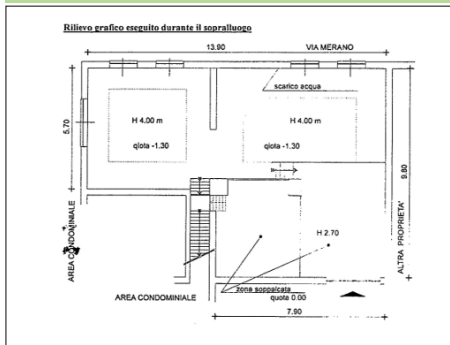 Rilievo grafico eseguito durante il sopralluogo
13.90
VIA MERANO
scarico acqua
5.70
H 4.00 m
H 4.00 m
qiota -1.30
quota -1.30
9.80
AREA CONDOMINIALE
ALTRA PROPRIETA'
H 2.70
zona soppalcata
quota 0.00
AREA CONDOMINIALE
7.90